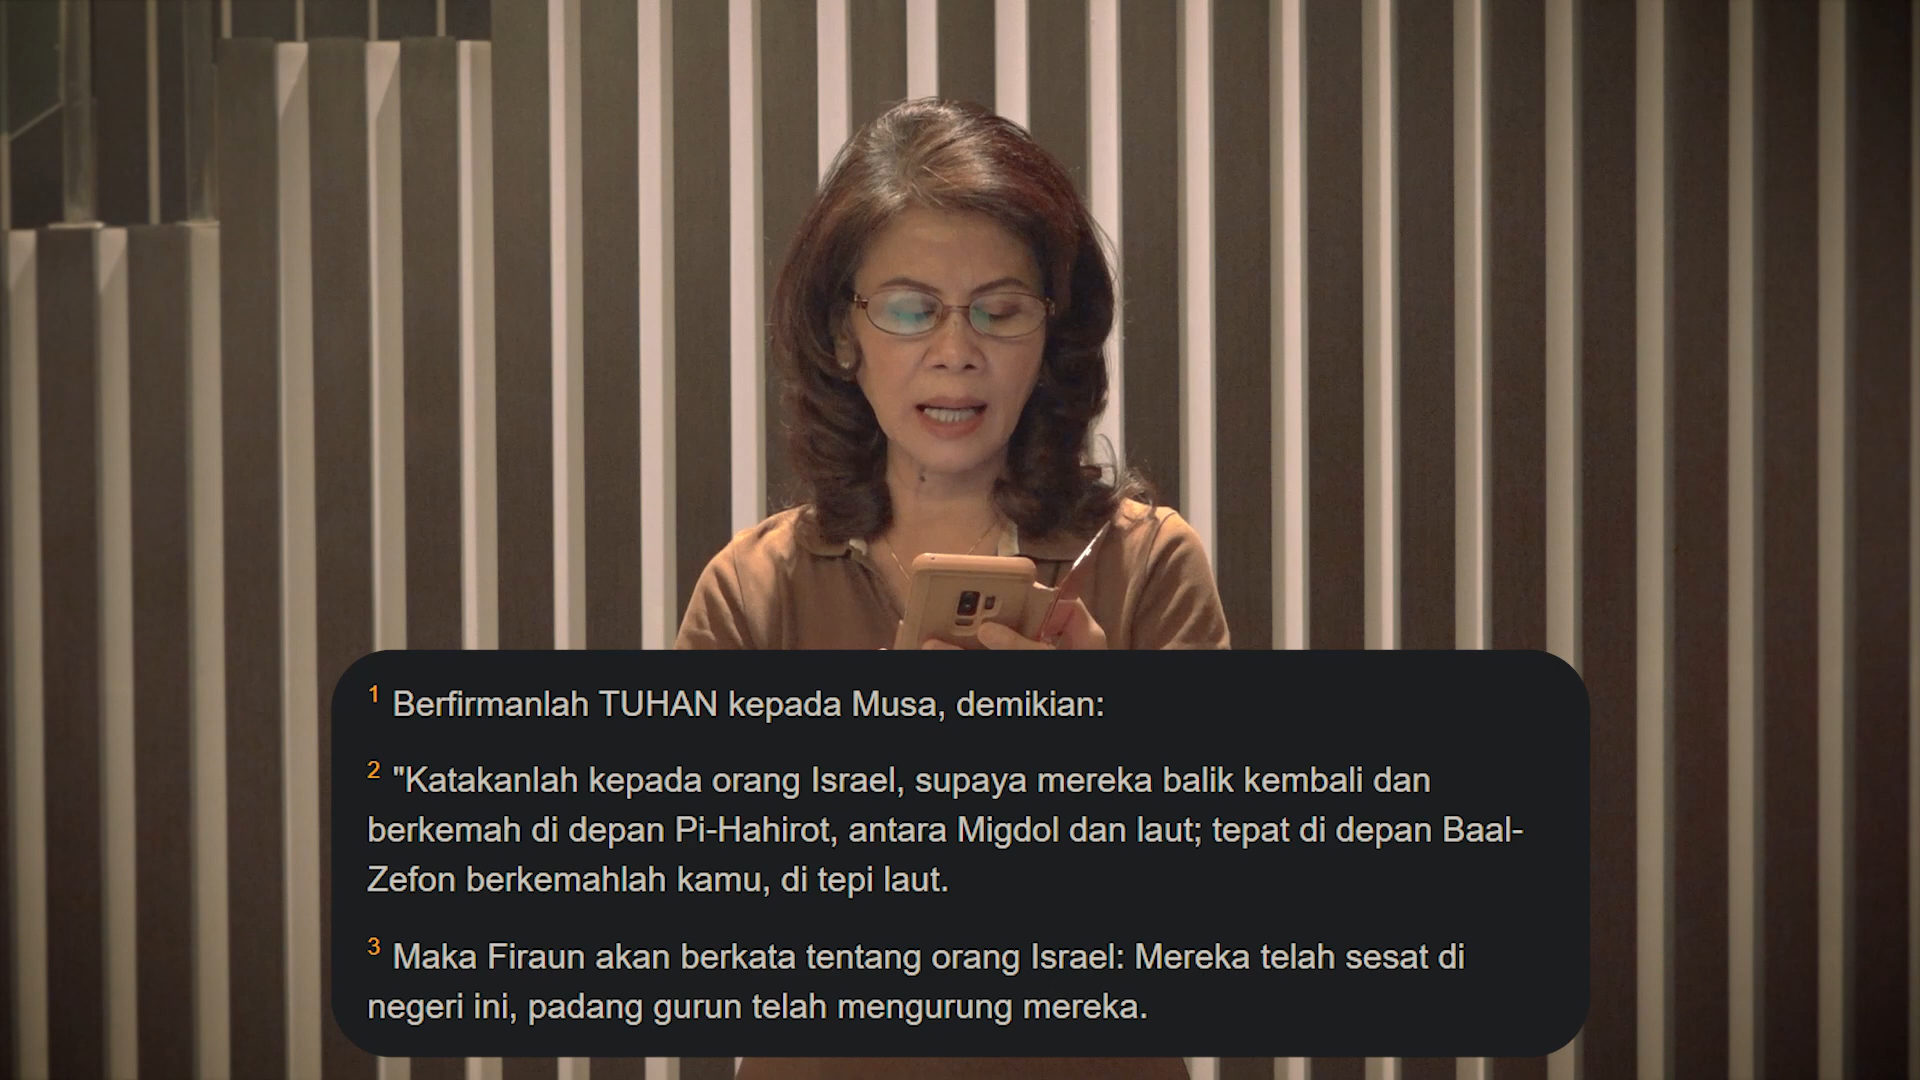 1 Berfirmanlah TUHAN kepada Musa, demikian:
2 "Katakanlah kepada orang Israel, supaya mereka balik kembali dan
berkemah di depan Pi-Hahirot, antara Migdol dan laut; tepat di depan Baal-
Zefon berkemahlah kamu, di tepi laut.
3 Maka Firaun akan berkata tentang orang Israel: Mereka telah sesat di
negeri ini, padang gurun telah mengurung mereka.